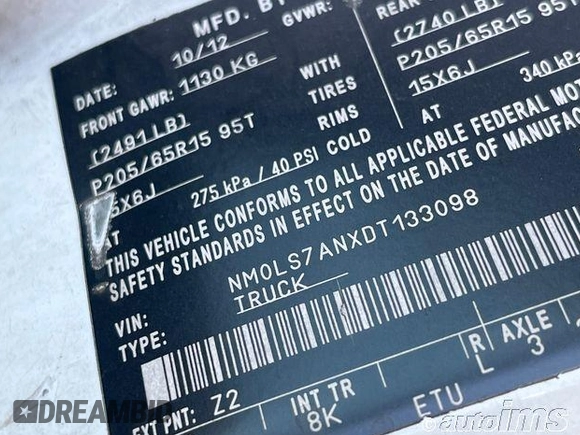 MFD. BY
GVWR:
REAR
DATE: 10/12
(2740 LB)
FRONT GAWR: 1130 KG
P205/65R15 95T
(2491 LB)
WITH
15X6J
P205/65R15 95T
TIRES
340 kPa
15X6J
RIMS
AT
AT
275 kPa / 40 PSI COLD
THIS VEHICLE CONFORMS TO ALL APPLICABLE FEDERAL
SAFETY STANDARDS IN EFFECT ON THE DATE OF
VIN: NM0LS7ANXDT133098
TYPE: TRUCK
EXT PNT: Z2
INT TR
8K
ETU
R
L
AXLE
3
DREAMBID
autoims